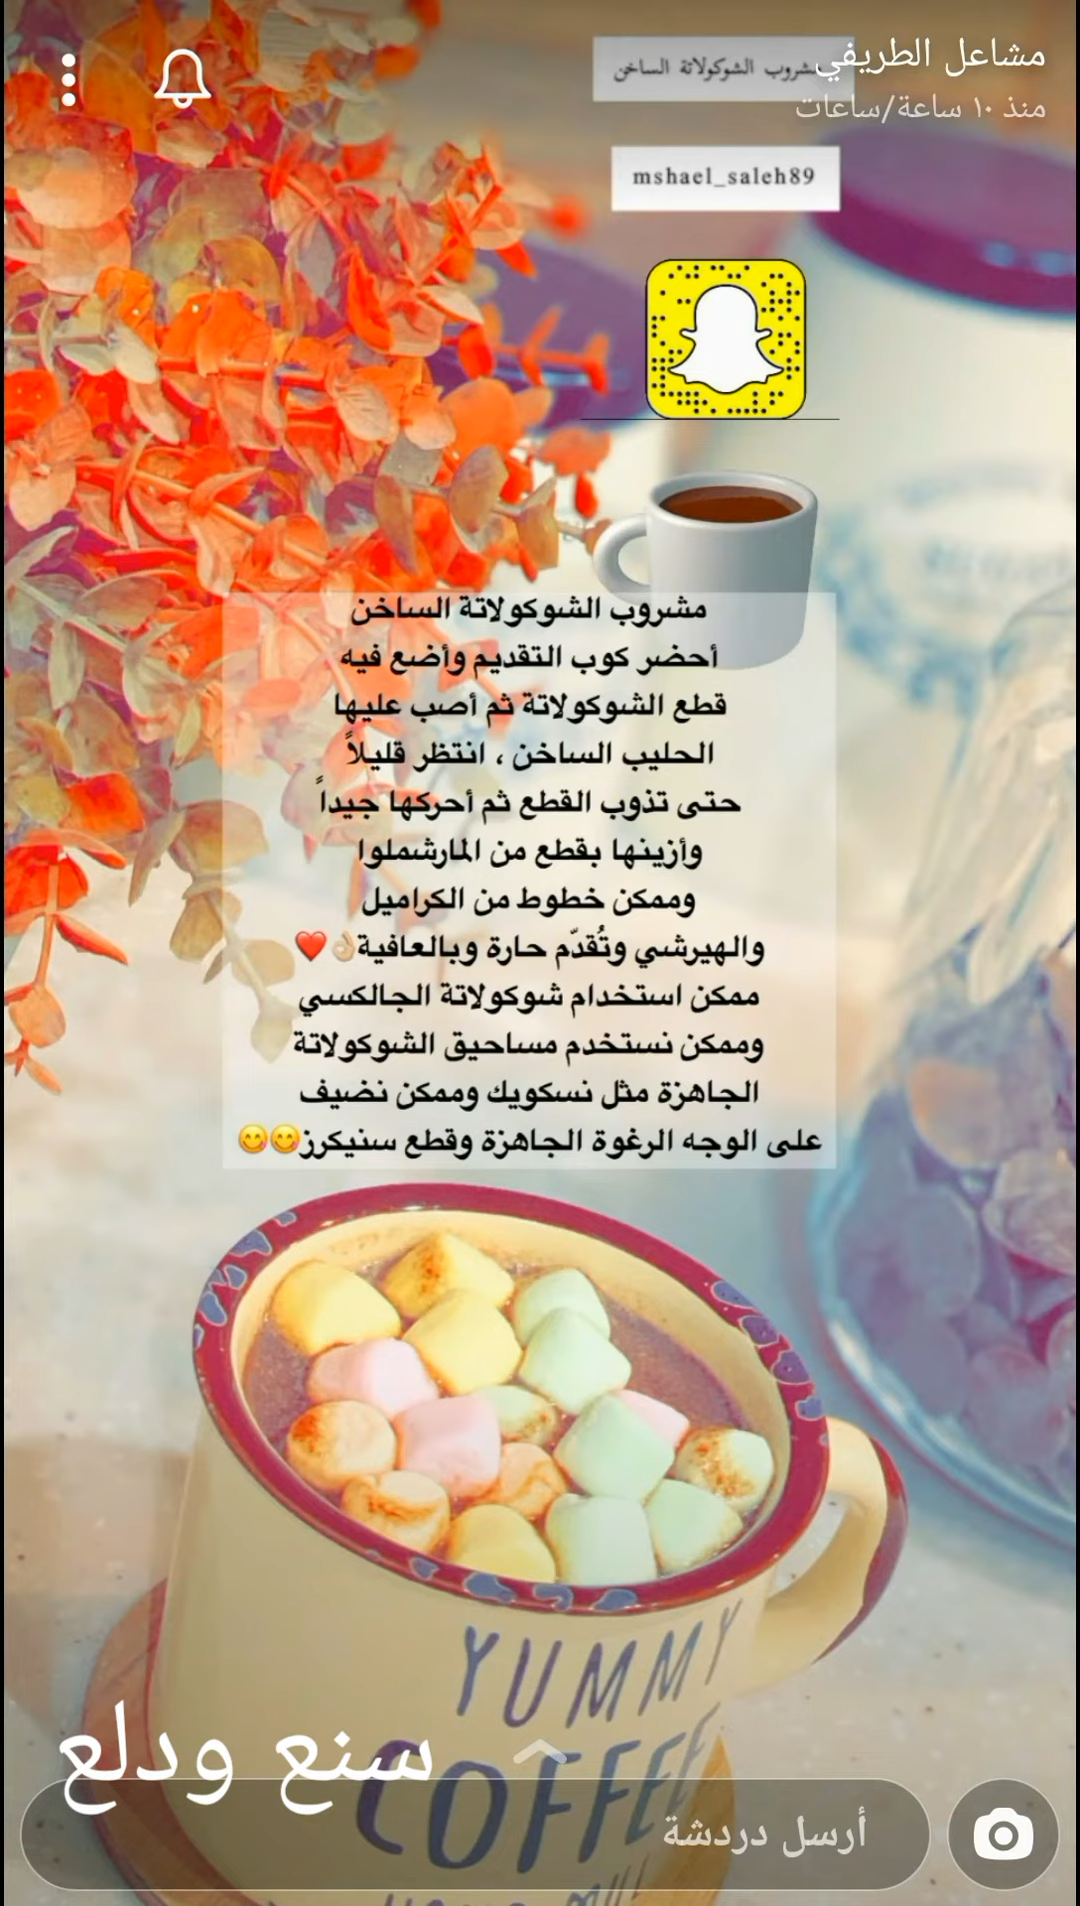 مشاعل الطريفي
مشروب الشوكولاتة الساخن
منذ ١٠ ساعة/ساعات
mshael_saleh89
مشروب الشوكولاتة الساخن
أحضر كوب التقديم وأضع فيه
قطع الشوكولاتة ثم أصب عليها
الحليب الساخن ، انتظر قليلاً
حتى تذوب القطع ثم أحركها جيداً
وأزينها بقطع من المارشملوا
وممكن خطوط من الكراميل
والهيرشي وتُقدّم حارة وبالعافية👌🏻❤️
ممكن استخدام شوكولاتة الجالكسي
وممكن نستخدم مساحيق الشوكولاتة
الجاهزة مثل نسكويك وممكن نضيف
على الوجه الرغوة الجاهزة وقطع سنيكرز😋😋
YUMMY
COFFEE
سنع ودلع
أرسل دردشة